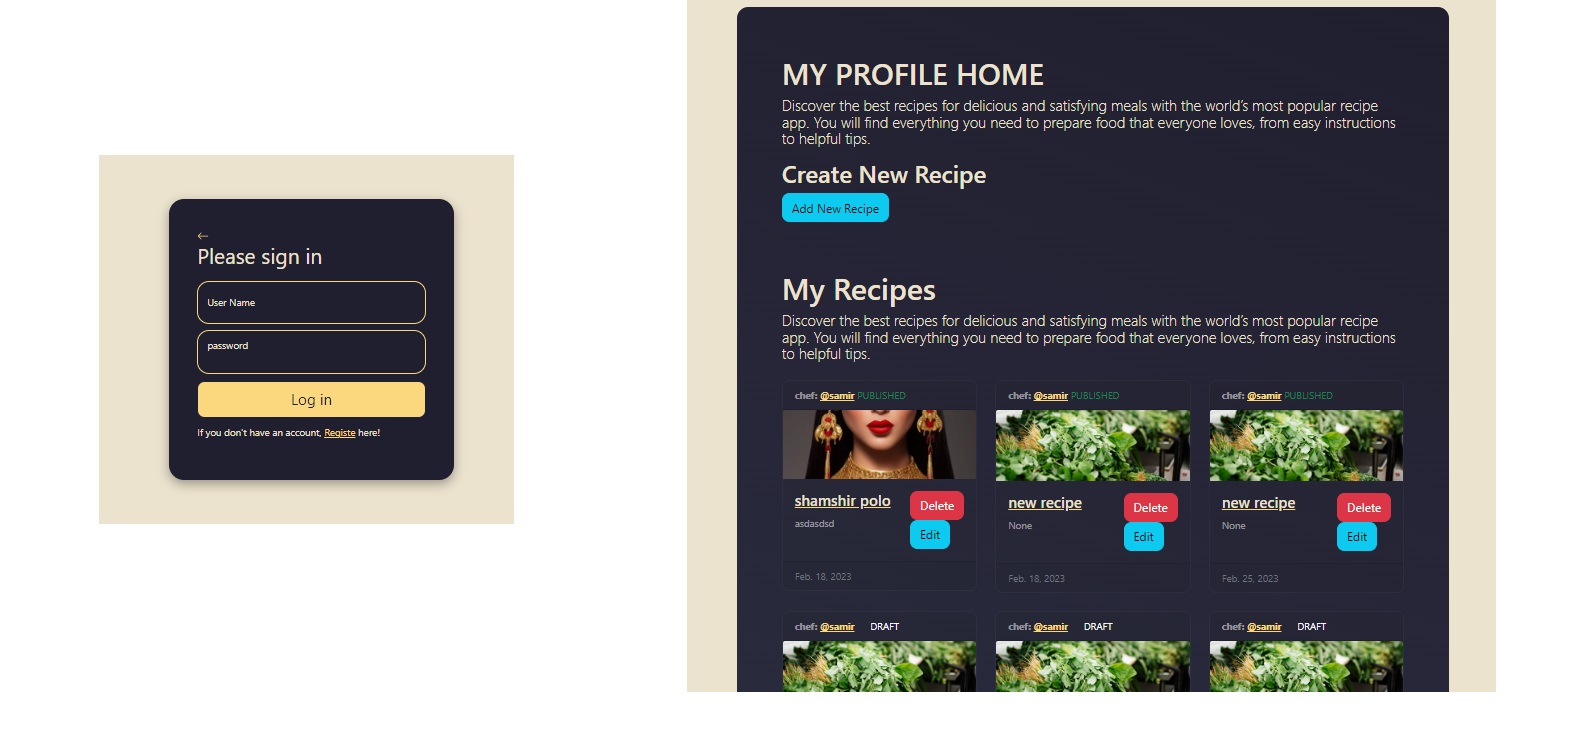 ←
Please sign in
User Name
password
Log in
If you don't have an account, Registe here!
MY PROFILE HOME
Discover the best recipes for delicious and satisfying meals with the world's most popular recipe
app. You will find everything you need to prepare food that everyone loves, from easy instructions
to helpful tips.
Create New Recipe
Add New Recipe
My Recipes
Discover the best recipes for delicious and satisfying meals with the world's most popular recipe
app. You will find everything you need to prepare food that everyone loves, from easy instructions
to helpful tips.
chef: @samir PUBLISHED
shamshir polo
Delete
asdasdsd
Edit
Feb. 18, 2023
chef: @samir PUBLISHED
new recipe
Delete
None
Edit
Feb. 18, 2023
chef: @samir PUBLISHED
new recipe
Delete
None
Edit
Feb. 25, 2023
chef: @samir DRAFT
chef: @samir DRAFT
chef: @samir DRAFT